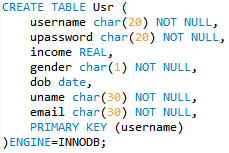 CREATE TABLE Usr (
    username char(20) NOT NULL,
    upassword char(20) NOT NULL,
    income REAL,
    gender char(1) NOT NULL,
    dob date,
    uname char(30) NOT NULL,
    email char(30) NOT NULL,
    PRIMARY KEY (username)
)ENGINE=INNODB;